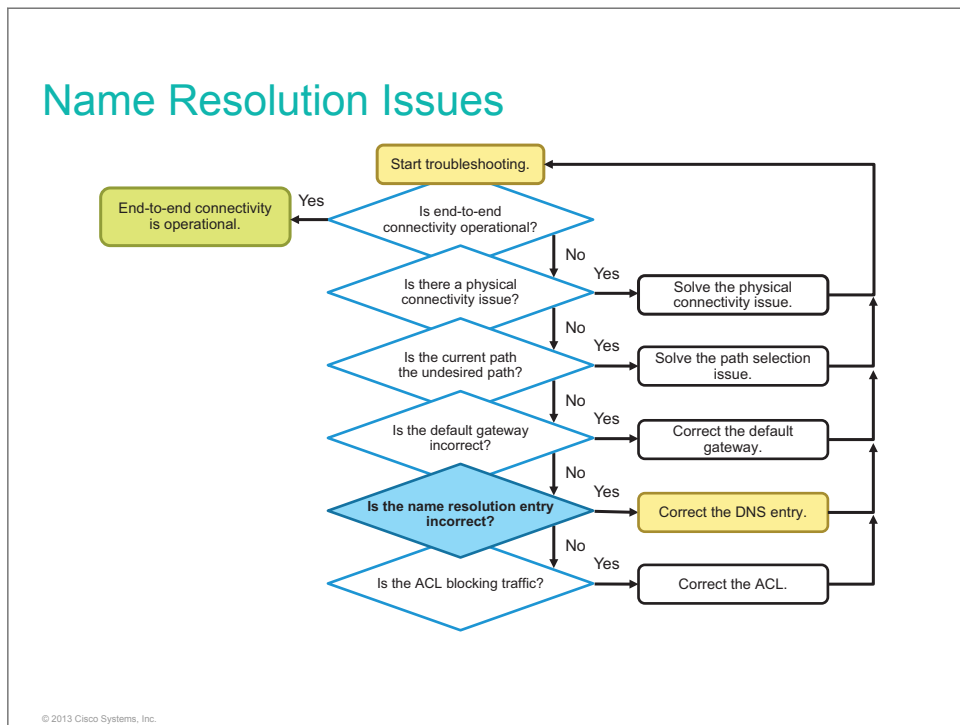 Name Resolution Issues
Start troubleshooting.
End-to-end connectivity
is operational.
Yes
Is end-to-end
connectivity operational?
No
Is there a physical
connectivity issue?
Yes
Solve the physical
connectivity issue.
No
Is the current path
the undesired path?
Yes
Solve the path selection
issue.
No
Is the default gateway
incorrect?
Yes
Correct the default
gateway.
No
Is the name resolution entry
incorrect?
Yes
Correct the DNS entry.
No
Is the ACL blocking traffic?
Yes
Correct the ACL.
© 2013 Cisco Systems, Inc.